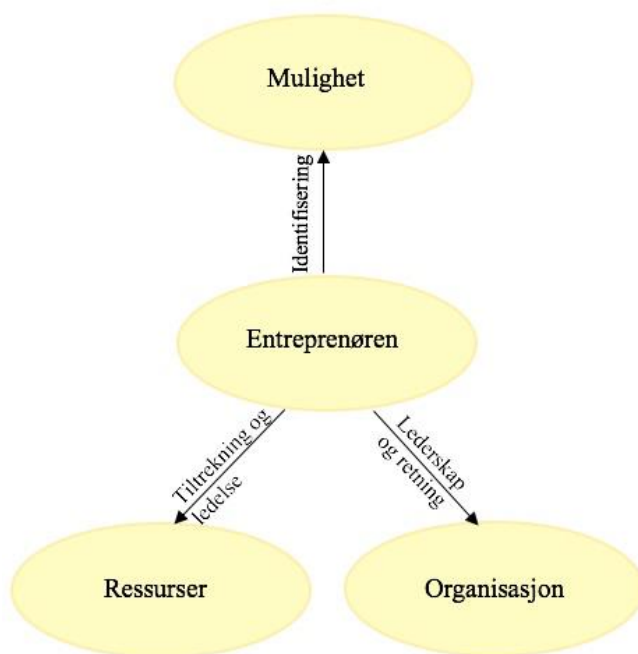 Mulighet
Identifisering
Entreprenøren
Tiltrekning og
ledelse
Lederskap
og retning
Ressurser
Organisasjon